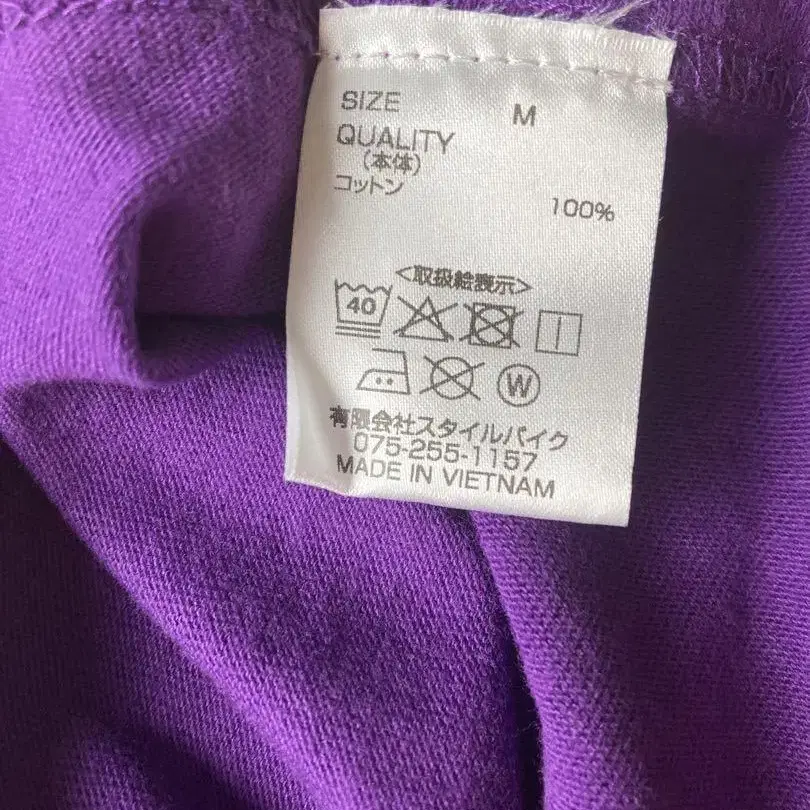 SIZE M
QUALITY
(本体)
コットン 100%
<取扱絵表示>
40
W
有限会社スタイルバイク
075-255-1157
MADE IN VIETNAM